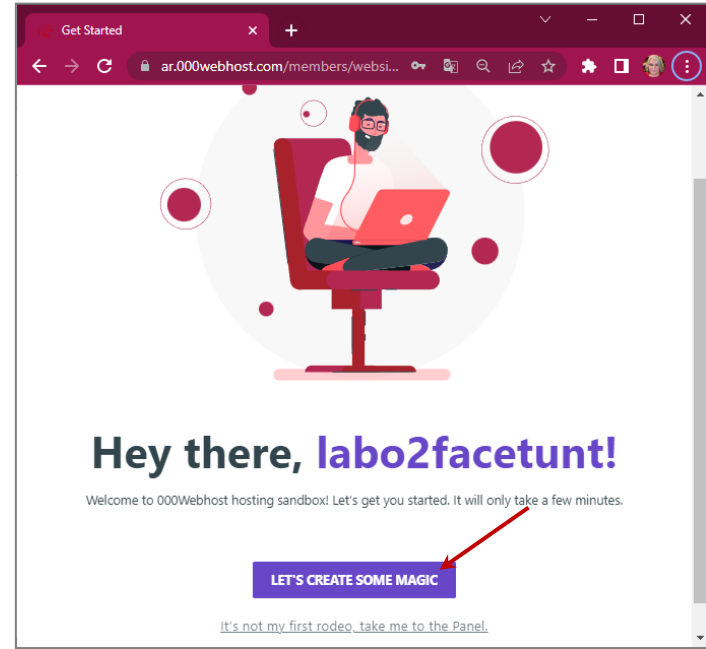 Get Started
ar.000webhost.com/members/websi...
Hey there, labo2facetunt!
Welcome to 000Webhost hosting sandbox! Let's get you started. It will only take a few minutes.
LET'S CREATE SOME MAGIC
It's not my first rodeo, take me to the Panel.